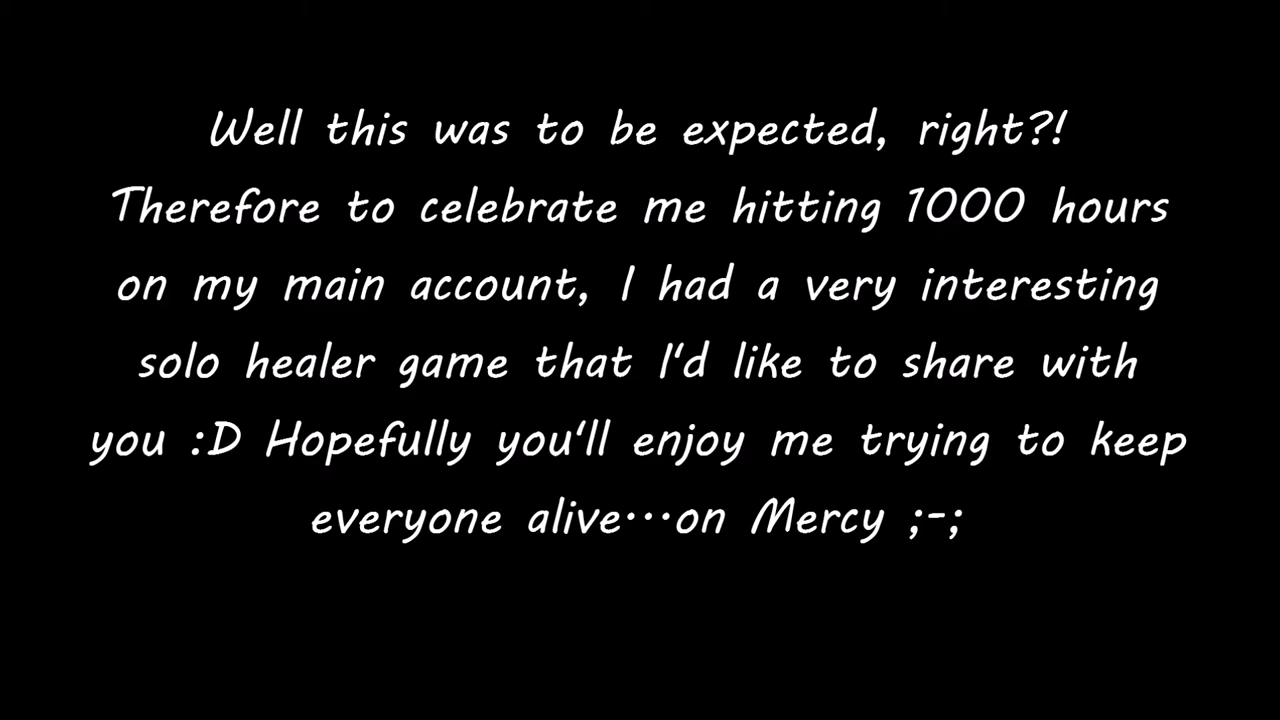 Well this was to be expected, right?!
Therefore to celebrate me hitting 1000 hours
on my main account, I had a very interesting
solo healer game that I'd like to share with
you :D Hopefully you'll enjoy me trying to keep
everyone alive...on Mercy ;-;